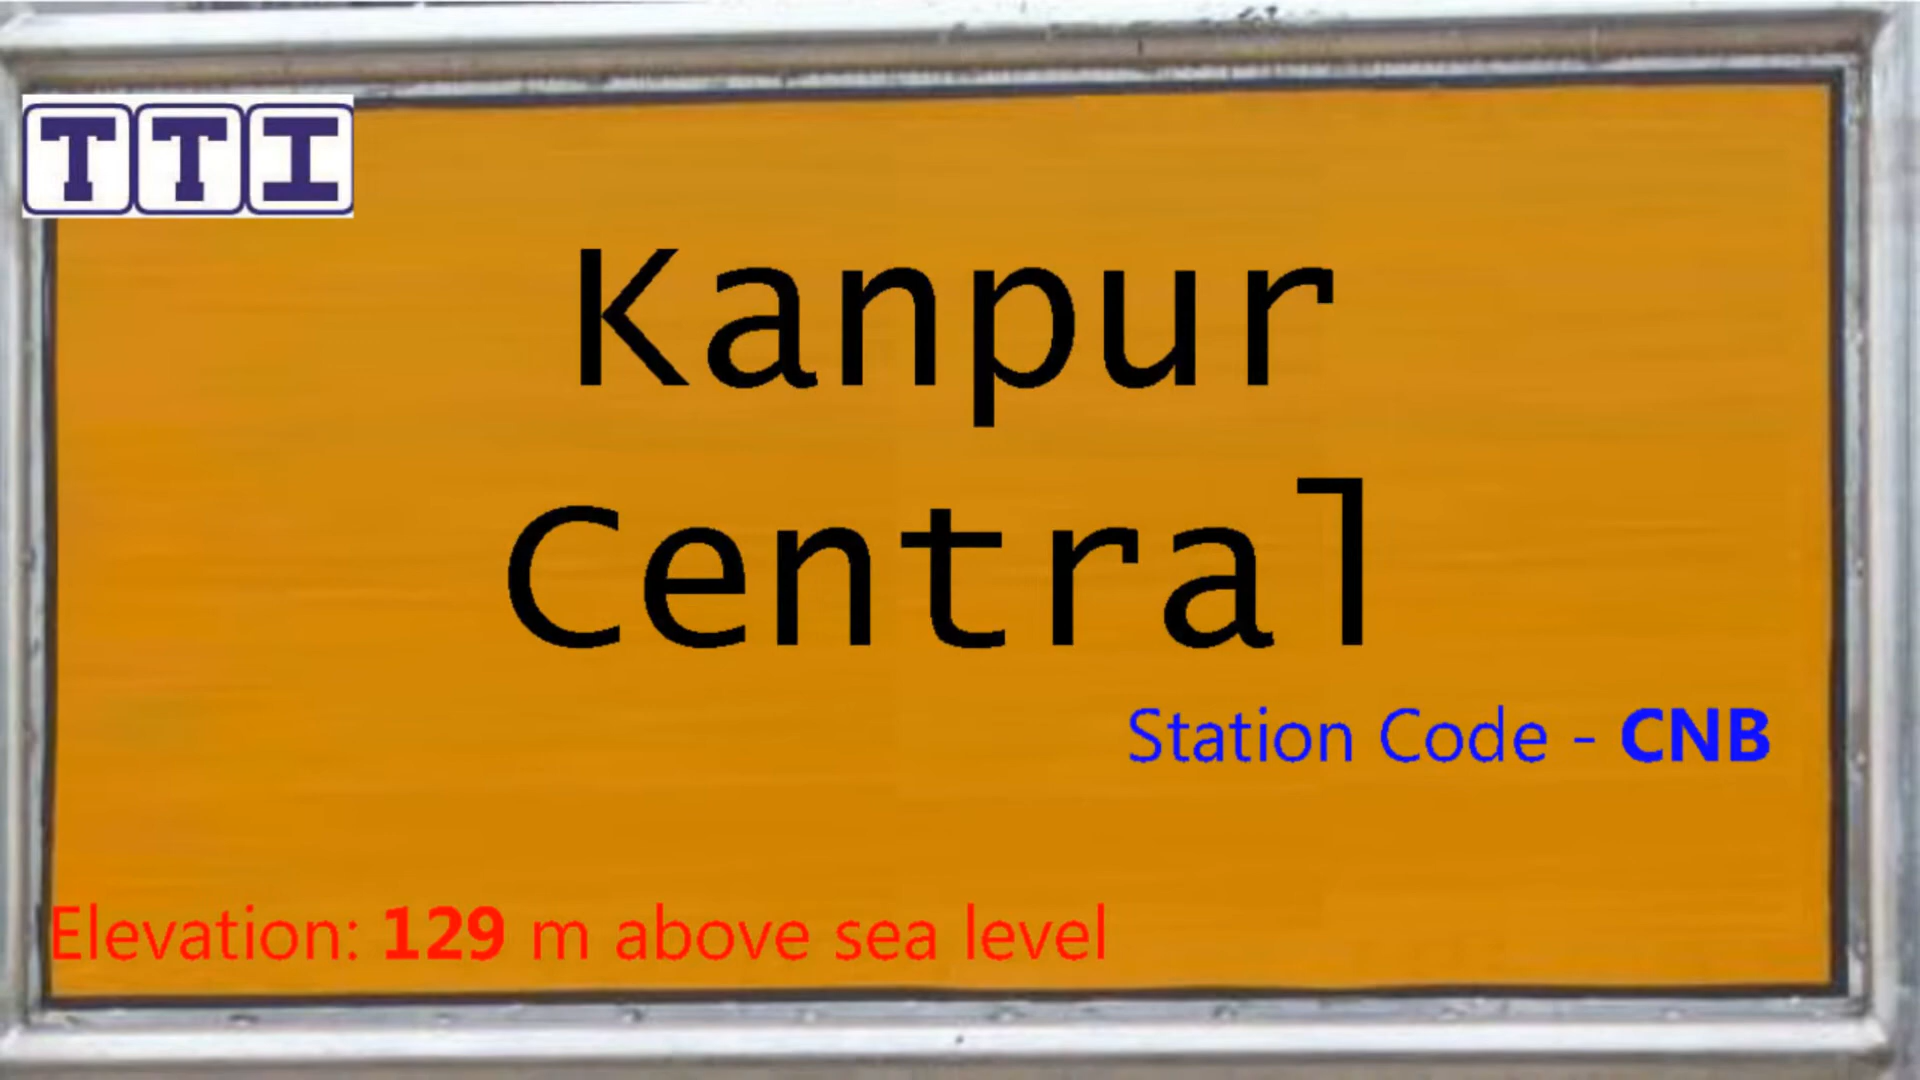 TTI
Kanpur
Central
Station Code - CNB
Elevation: 129 m above sea level